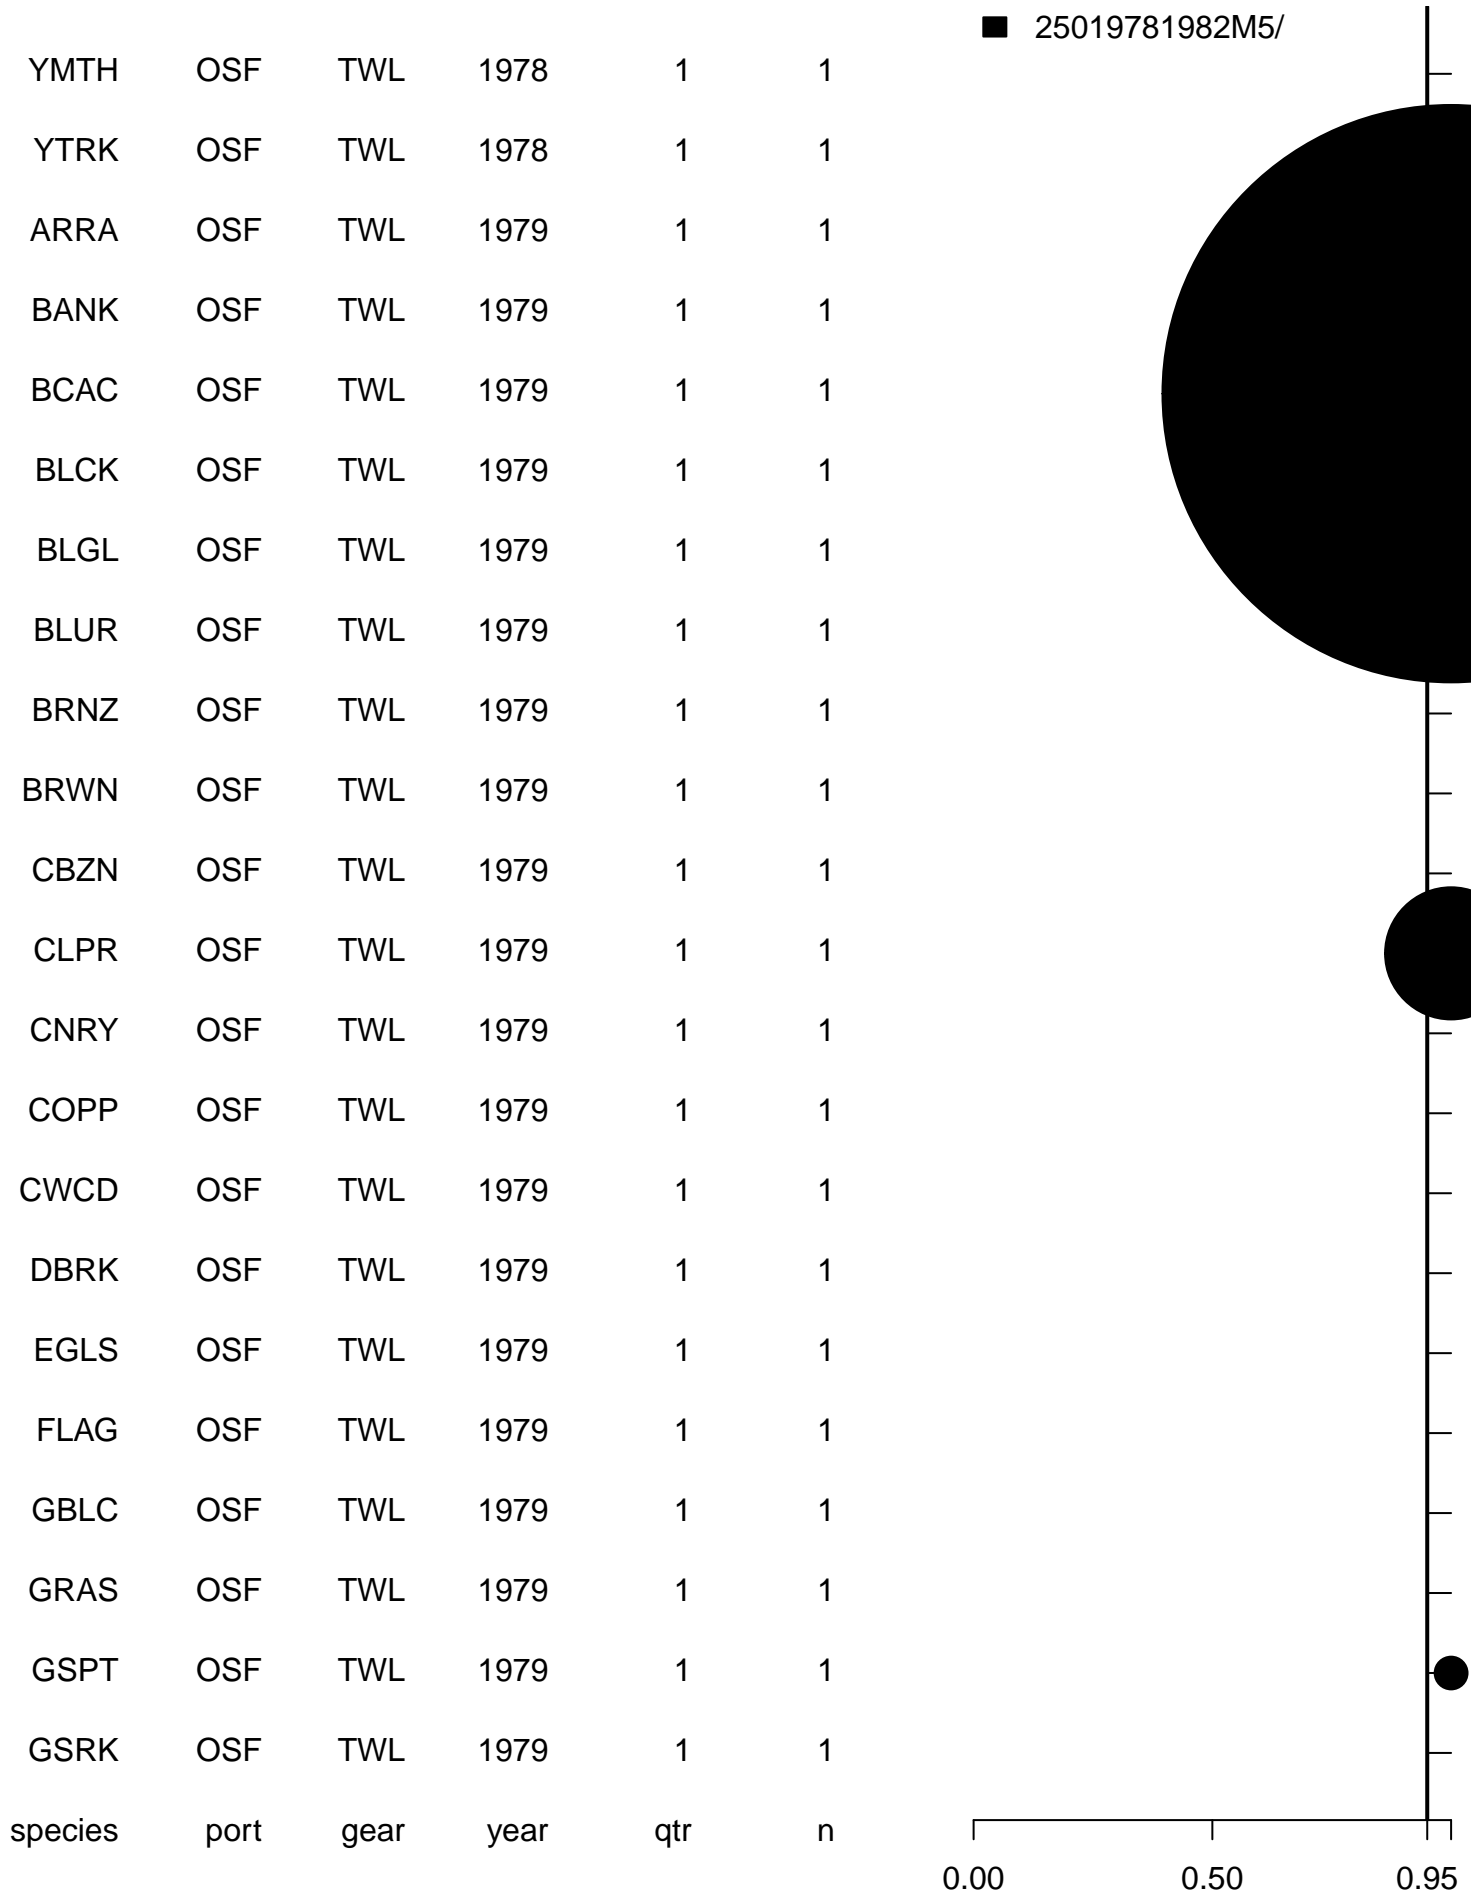 25019781982M5/
YMTH OSF TWL 1978 1 1
YTRK OSF TWL 1978 1 1
ARRA OSF TWL 1979 1 1
BANK OSF TWL 1979 1 1
BCAC OSF TWL 1979 1 1
BLCK OSF TWL 1979 1 1
BLGL OSF TWL 1979 1 1
BLUR OSF TWL 1979 1 1
BRNZ OSF TWL 1979 1 1
BRWN OSF TWL 1979 1 1
CBZN OSF TWL 1979 1 1
CLPR OSF TWL 1979 1 1
CNRY OSF TWL 1979 1 1
COPP OSF TWL 1979 1 1
CWCD OSF TWL 1979 1 1
DBRK OSF TWL 1979 1 1
EGLS OSF TWL 1979 1 1
FLAG OSF TWL 1979 1 1
GBLC OSF TWL 1979 1 1
GRAS OSF TWL 1979 1 1
GSPT OSF TWL 1979 1 1
GSRK OSF TWL 1979 1 1
species port gear year qtr n
0.00 0.50 0.95